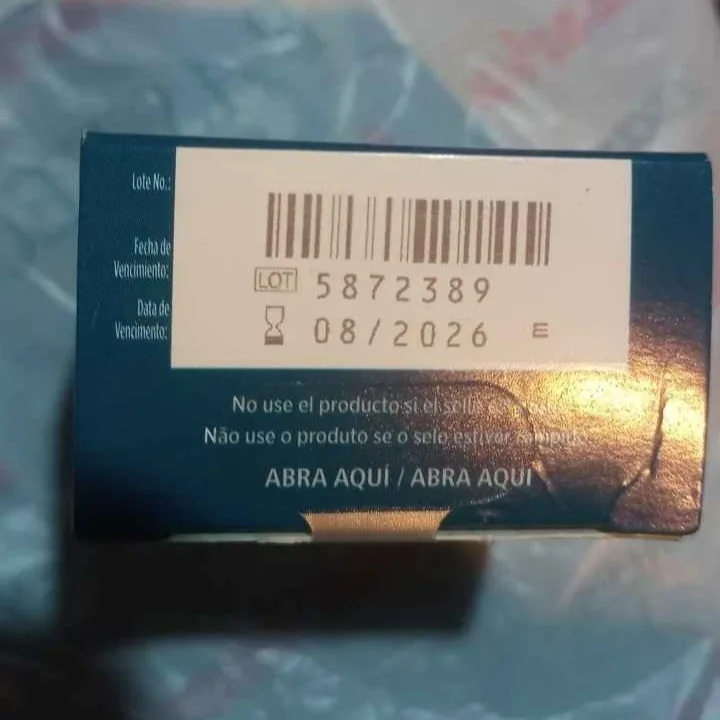 Lote No.:
LOT 5872389
Fecha de
Vencimiento:
08/2026 E
Data de
Vencimento:
No use el producto si el sello
Não use o produto se o selo estiver rompido.
ABRA AQUÍ / ABRA AQUI